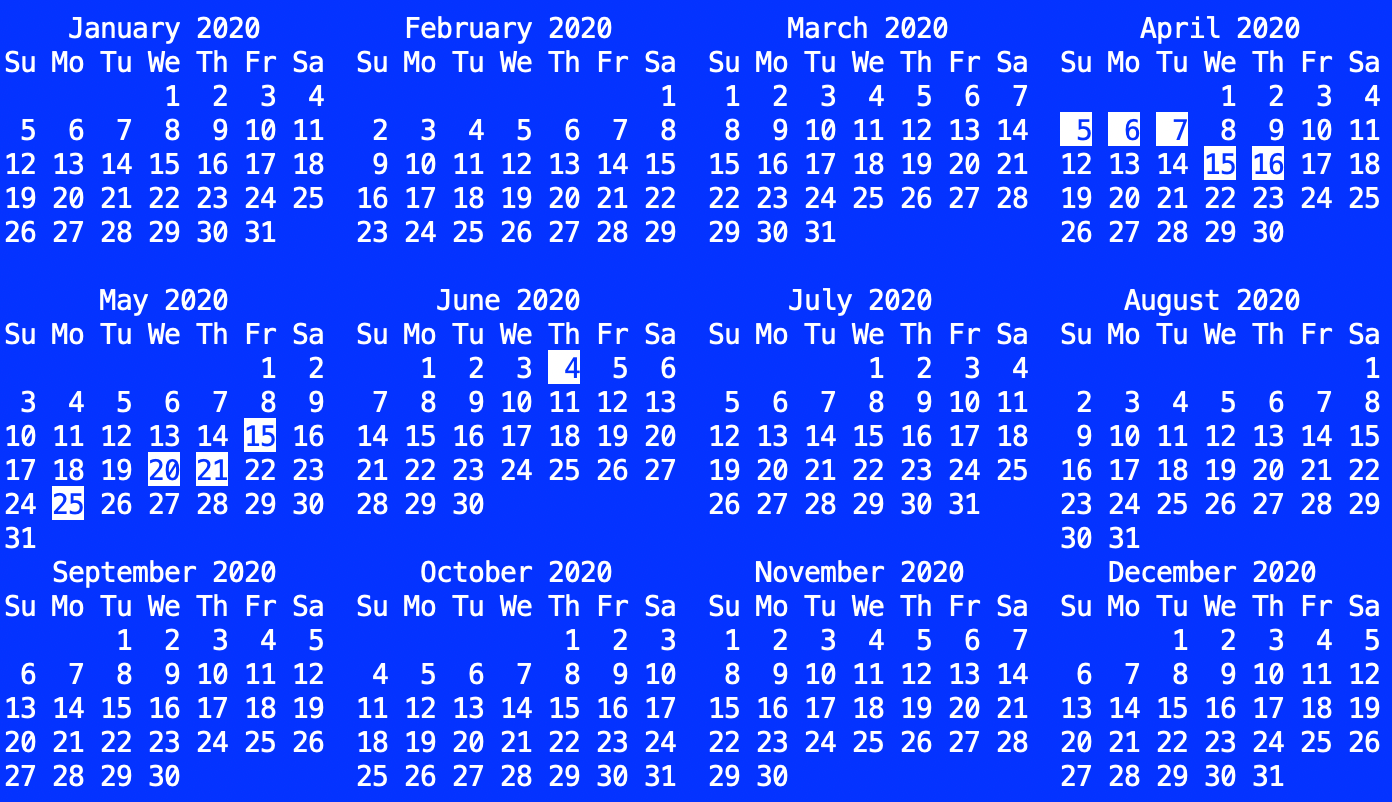 January 2020 February 2020 March 2020 April 2020
Su Mo Tu We Th Fr Sa Su Mo Tu We Th Fr Sa Su Mo Tu We Th Fr Sa Su Mo Tu We Th Fr Sa
1 2 3 4 1 1 2 3 4 5 6 7 1 2 3 4
5 6 7 8 9 10 11 2 3 4 5 6 7 8 8 9 10 11 12 13 14 5 6 7 8 9 10 11
12 13 14 15 16 17 18 9 10 11 12 13 14 15 15 16 17 18 19 20 21 12 13 14 15 16 17 18
19 20 21 22 23 24 25 16 17 18 19 20 21 22 22 23 24 25 26 27 28 19 20 21 22 23 24 25
26 27 28 29 30 31 23 24 25 26 27 28 29 29 30 31 26 27 28 29 30
May 2020 June 2020 July 2020 August 2020
Su Mo Tu We Th Fr Sa Su Mo Tu We Th Fr Sa Su Mo Tu We Th Fr Sa Su Mo Tu We Th Fr Sa
1 2 1 2 3 4 5 6 1 2 3 4 1
3 4 5 6 7 8 9 7 8 9 10 11 12 13 5 6 7 8 9 10 11 2 3 4 5 6 7 8
10 11 12 13 14 15 16 14 15 16 17 18 19 20 12 13 14 15 16 17 18 9 10 11 12 13 14 15
17 18 19 20 21 22 23 21 22 23 24 25 26 27 19 20 21 22 23 24 25 16 17 18 19 20 21 22
24 25 26 27 28 29 30 28 29 30 26 27 28 29 30 31 23 24 25 26 27 28 29
31 30 31
September 2020 October 2020 November 2020 December 2020
Su Mo Tu We Th Fr Sa Su Mo Tu We Th Fr Sa Su Mo Tu We Th Fr Sa Su Mo Tu We Th Fr Sa
1 2 3 4 5 1 2 3 1 2 3 4 5 6 7 1 2 3 4 5
6 7 8 9 10 11 12 4 5 6 7 8 9 10 8 9 10 11 12 13 14 6 7 8 9 10 11 12
13 14 15 16 17 18 19 11 12 13 14 15 16 17 15 16 17 18 19 20 21 13 14 15 16 17 18 19
20 21 22 23 24 25 26 18 19 20 21 22 23 24 22 23 24 25 26 27 28 20 21 22 23 24 25 26
27 28 29 30 25 26 27 28 29 30 31 29 30 27 28 29 30 31